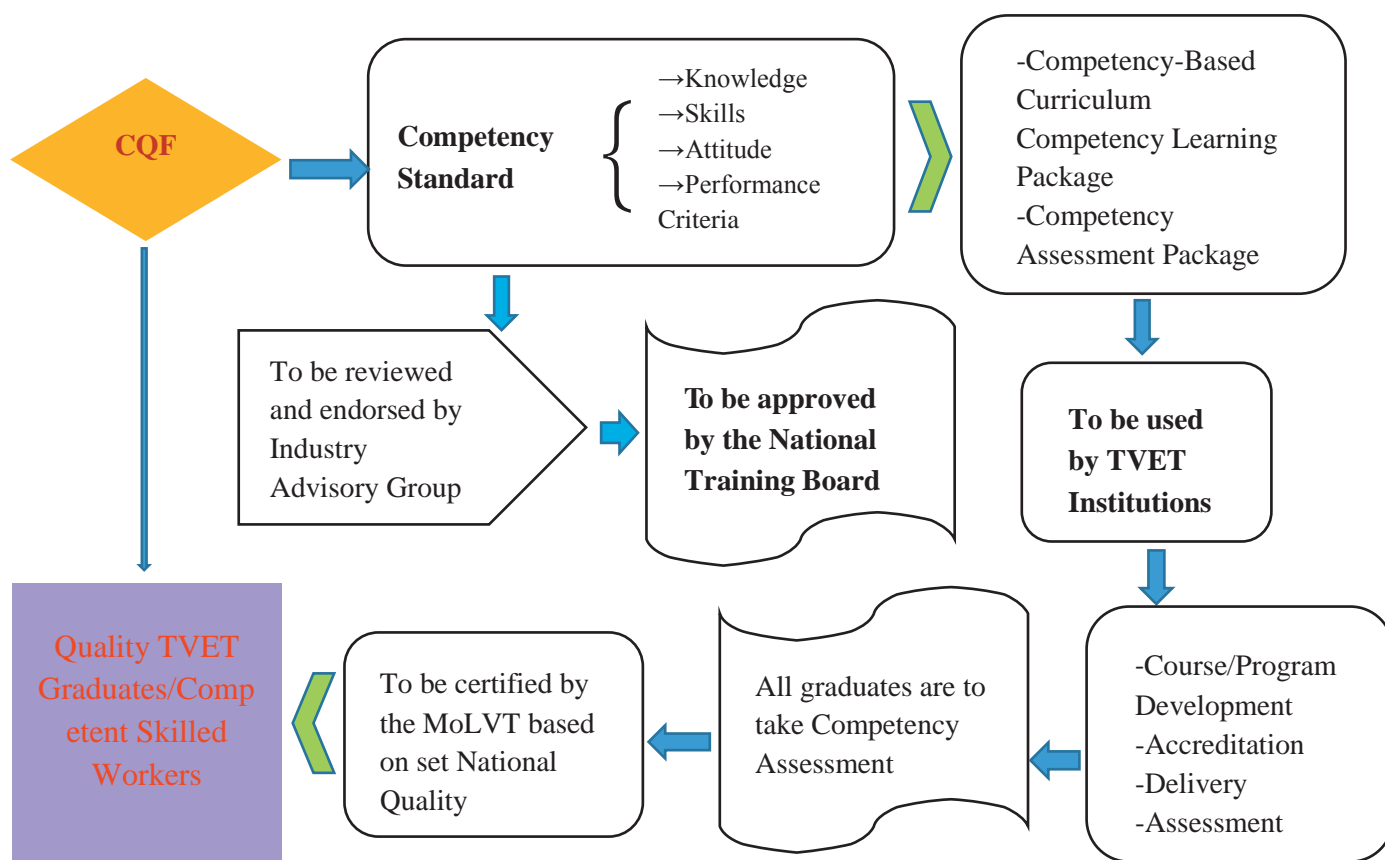 CQF
Competency
Standard
→Knowledge
→Skills
→Attitude
→Performance
Criteria
-Competency-Based
Curriculum
Competency Learning
Package
-Competency
Assessment Package
To be reviewed
and endorsed by
Industry
Advisory Group
To be approved
by the National
Training Board
To be used
by TVET
Institutions
Quality TVET
Graduates/Comp
etent Skilled
Workers
To be certified by
the MoLVT based
on set National
Quality
All graduates are to
take Competency
Assessment
-Course/Program
Development
-Accreditation
-Delivery
-Assessment